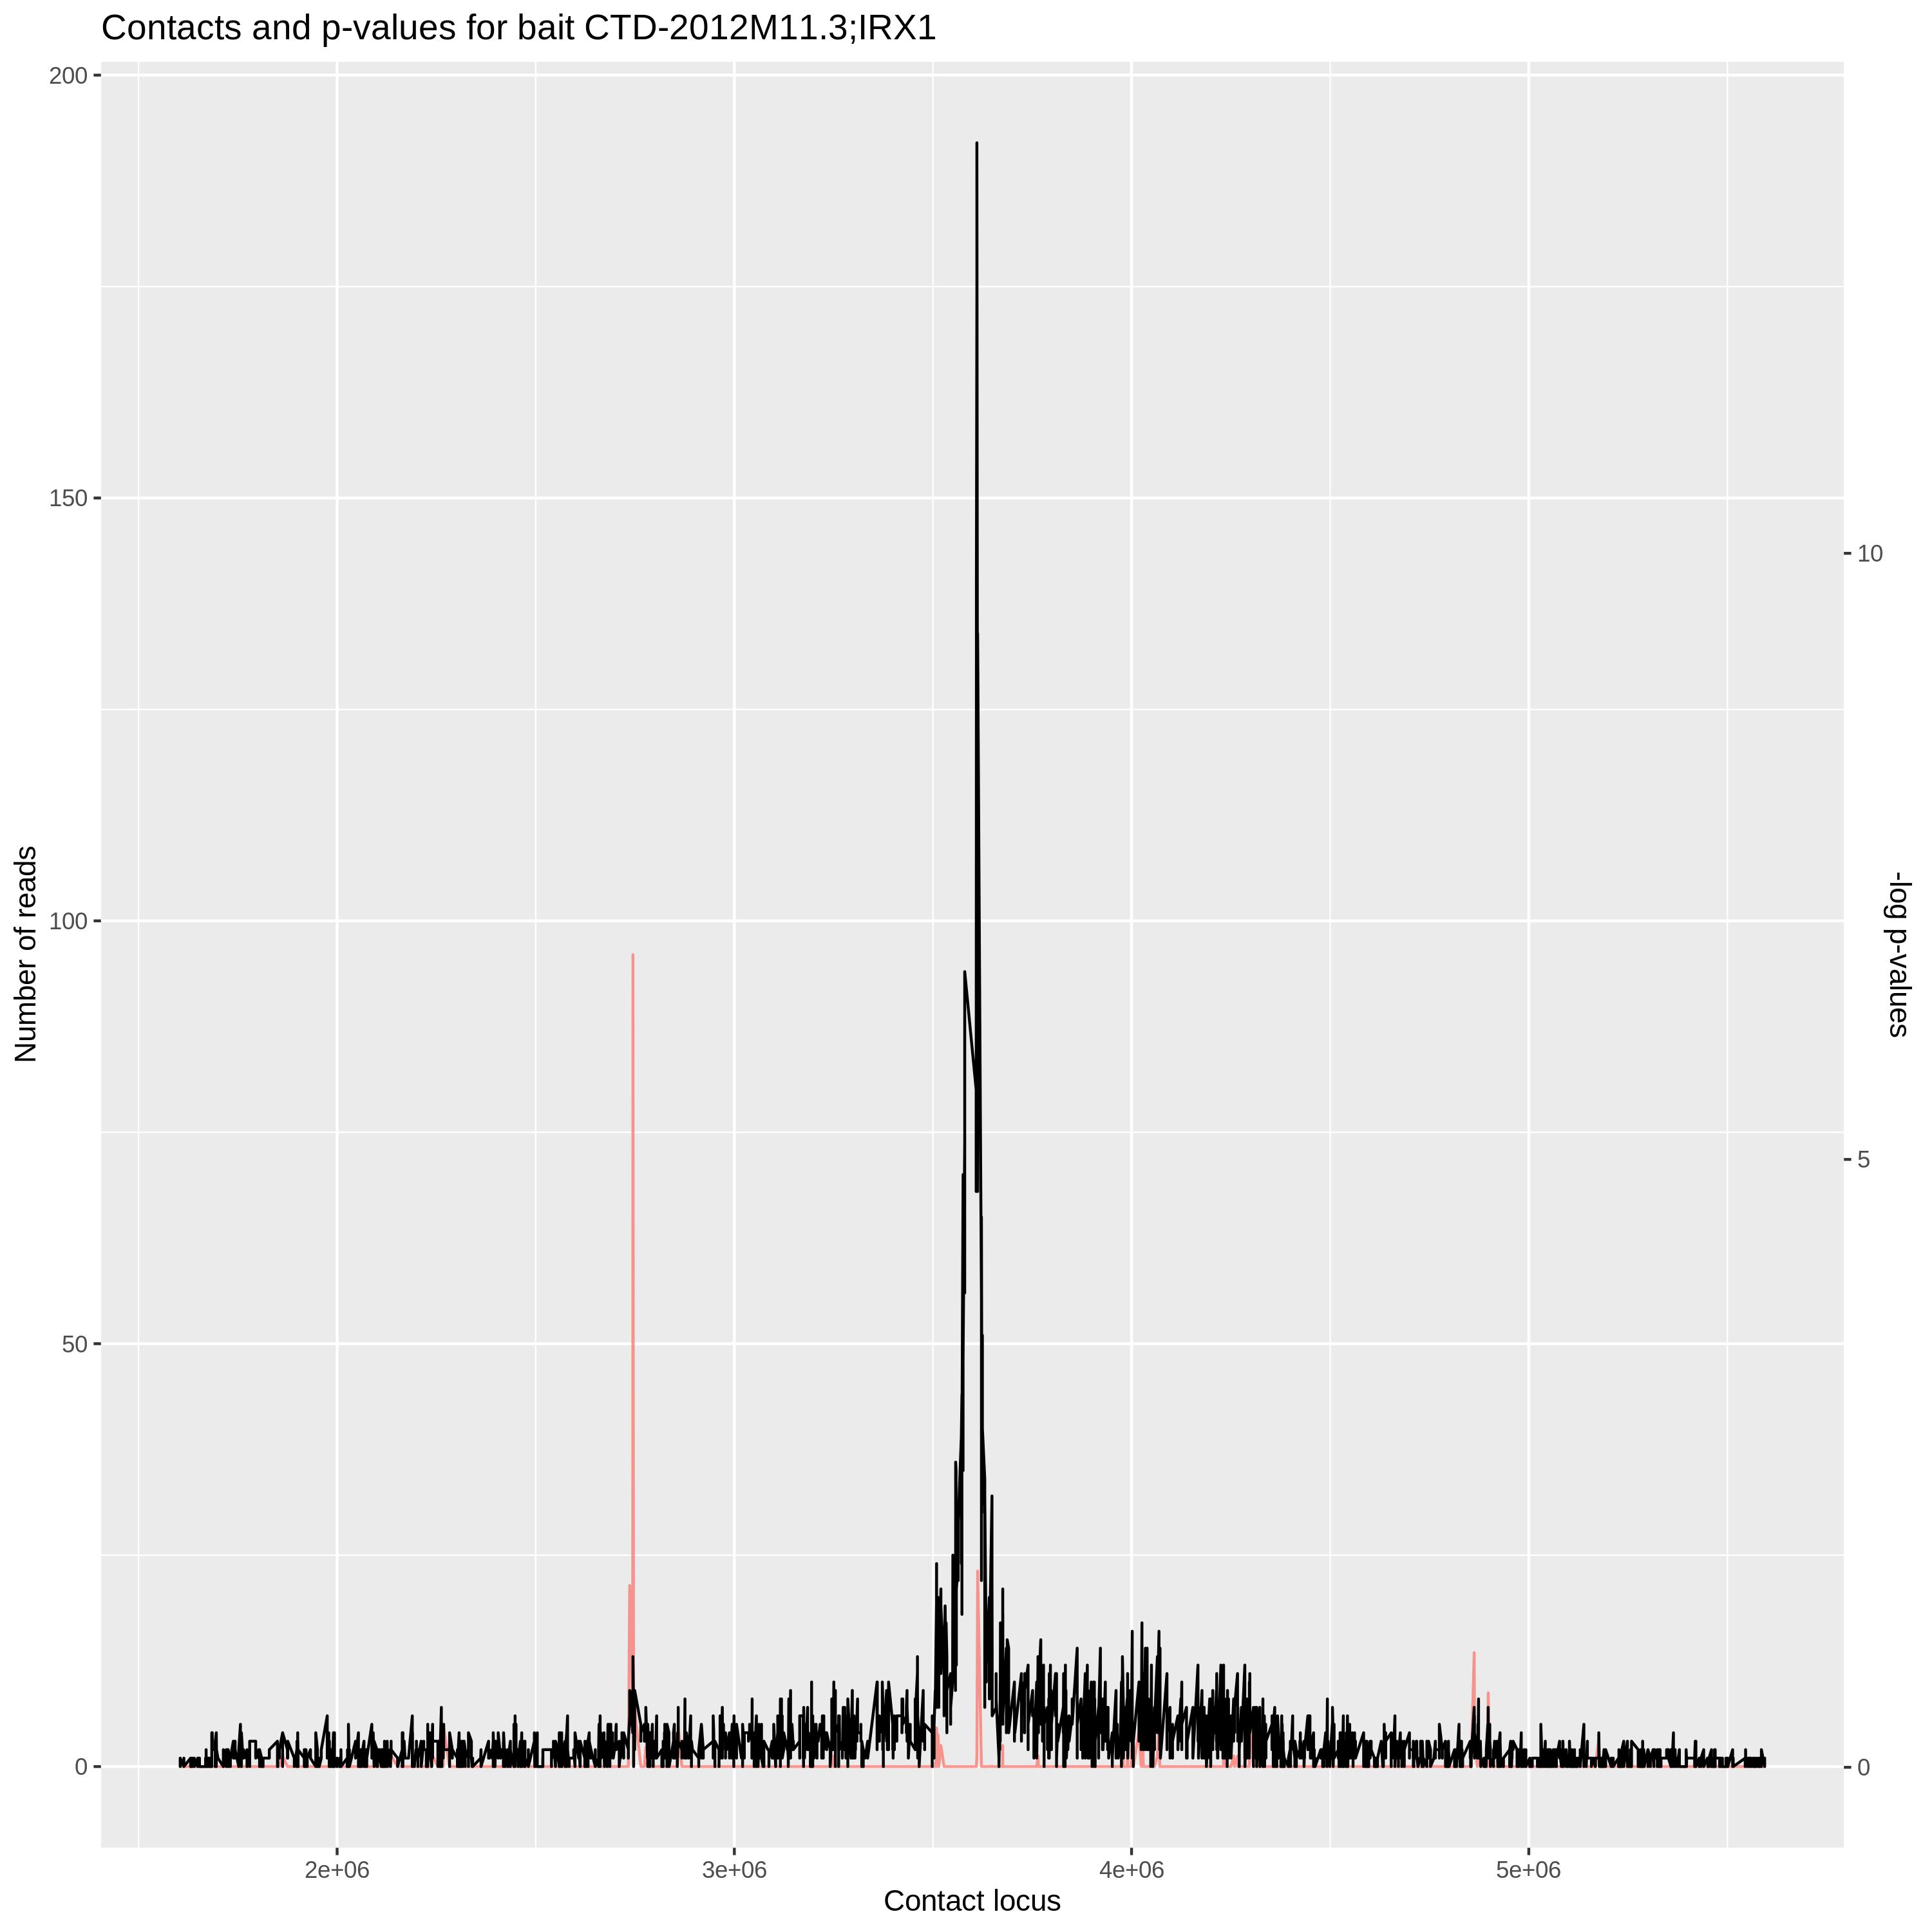 Contacts and p-values for bait CTD-2012M11.3;IRX1
200
150
100
50
0
Number of reads
10
5
0
-log p-values
2e+06
3e+06
4e+06
5e+06
Contact locus